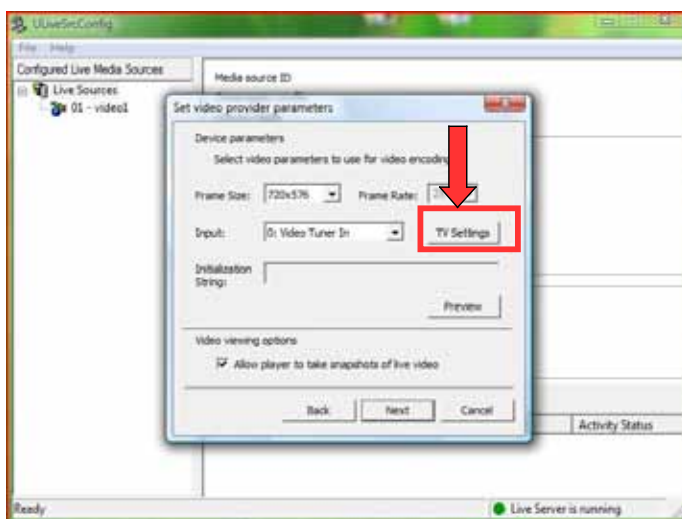 ULiveSrcConfig
File Help
Configured Live Media Sources
Live Sources
01 - video1
Media source ID
Set video provider parameters
Device parameters
Select video parameters to use for video encoding
Frame Size: 720x576 Frame Rate:
Input: 0: Video Tuner In TV Settings
Initialization
String:
Preview
Video viewing options
Allow player to take snapshots of live video
Back Next Cancel
Activity Status
Ready Live Server is running